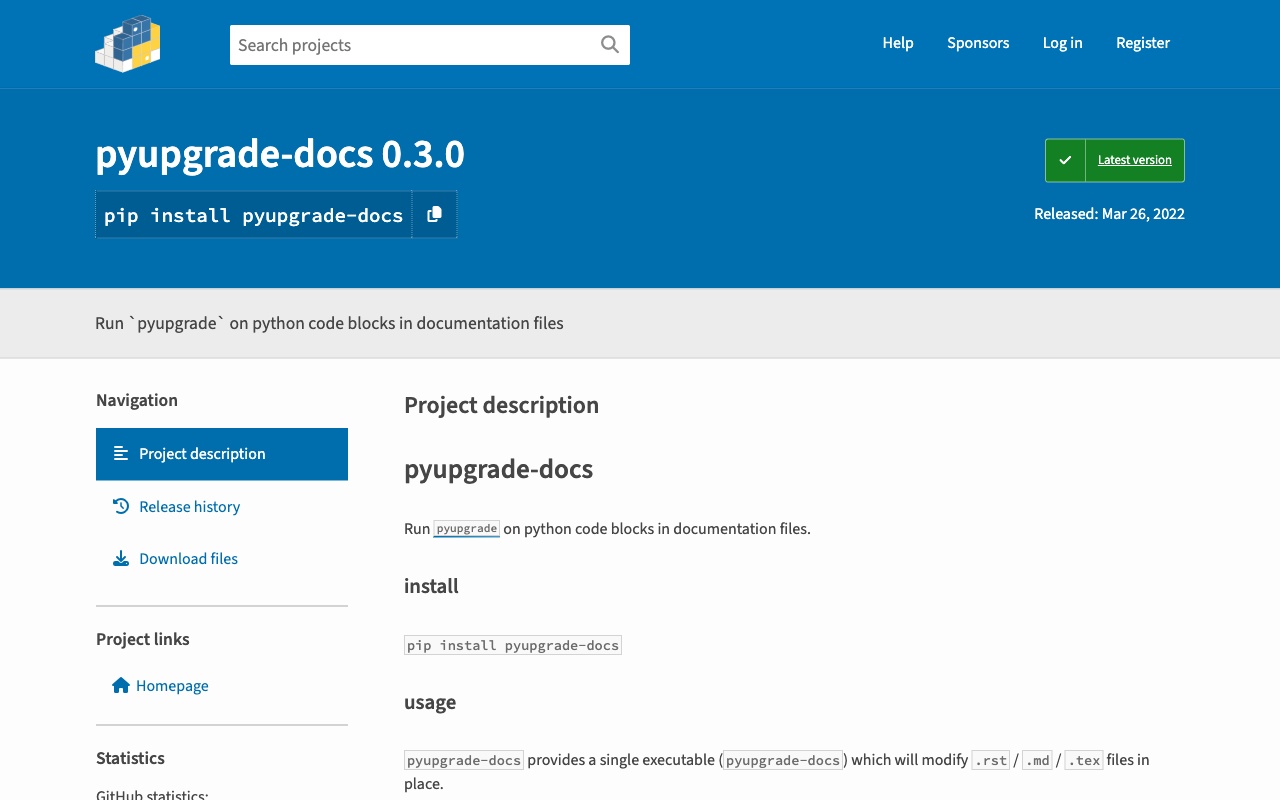 Search projects
Help
Sponsors
Log in
Register
pyupgrade-docs 0.3.0
pip install pyupgrade-docs
Latest version
Released: Mar 26, 2022
Run `pyupgrade` on python code blocks in documentation files
Navigation
Project description
Release history
Download files
Project links
Homepage
Statistics
GitHub statistics:
Project description
pyupgrade-docs
Run pyupgrade on python code blocks in documentation files.
install
pip install pyupgrade-docs
usage
pyupgrade-docs provides a single executable (pyupgrade-docs) which will modify .rst / .md / .tex files in
place.